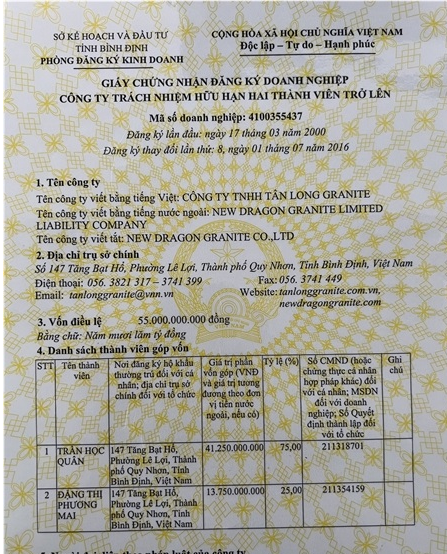 SỞ KẾ HOẠCH VÀ ĐẦU TƯ
TỈNH BÌNH ĐỊNH
PHÒNG ĐĂNG KÝ KINH DOANH
CỘNG HÒA XÃ HỘI CHỦ NGHĨA VIỆT NAM
Độc lập – Tự do – Hạnh phúc
GIẤY CHỨNG NHẬN ĐĂNG KÝ DOANH NGHIỆP
CÔNG TY TRÁCH NHIỆM HỮU HẠN HAI THÀNH VIÊN TRỞ LÊN
Mã số doanh nghiệp: 4100355437
Đăng ký lần đầu: ngày 17 tháng 03 năm 2000
Đăng ký thay đổi lần thứ: 8, ngày 01 tháng 07 năm 2016
1. Tên công ty
Tên công ty viết bằng tiếng Việt: CÔNG TY TNHH TÂN LONG GRANITE
Tên công ty viết bằng tiếng nước ngoài: NEW DRAGON GRANITE LIMITED
LIABILITY COMPANY
Tên công ty viết tắt: NEW DRAGON GRANITE CO.,LTD
2. Địa chỉ trụ sở chính
Số 147 Tăng Bạt Hổ, Phường Lê Lợi, Thành phố Quy Nhơn, Tỉnh Bình Định, Việt Nam
Điện thoại: 056. 3821 317 – 3741 399 Fax: 056. 3741 449
Email: tanlonggranite@vnn.vn Website: tanlonggranite.com.vn,
newdragongranite.com
3. Vốn điều lệ 55.000.000.000 đồng
Bằng chữ: Năm mươi lăm tỷ đồng
4. Danh sách thành viên góp vốn
STT
Tên thành
viên
Nơi đăng ký hộ khẩu
thường trú đối với cá
nhân; địa chỉ trụ sở
chính đối với tổ chức
Giá trị phần
vốn góp (VNĐ
và giá trị tương
đương theo đơn
vị tiền nước
ngoài, nếu có)
Tỷ lệ (%)
Số CMND (hoặc
chứng thực cá nhân
hợp pháp khác) đối
với cá nhân; MSDN
đối với doanh
nghiệp; Số Quyết
định thành lập đối
với tổ chức
Ghi
chú
1
TRẦN HỌC
QUÂN
147 Tăng Bạt Hổ,
Phường Lê Lợi, Thành
phố Quy Nhơn, Tỉnh
Bình Định, Việt Nam
41.250.000.000
75,00
211318701
2
ĐẶNG THỊ
PHƯƠNG
MAI
147 Tăng Bạt Hổ,
Phường Lê Lợi, Thành
phố Quy Nhơn, Tỉnh
Bình Định, Việt Nam
13.750.000.000
25,00
211354159